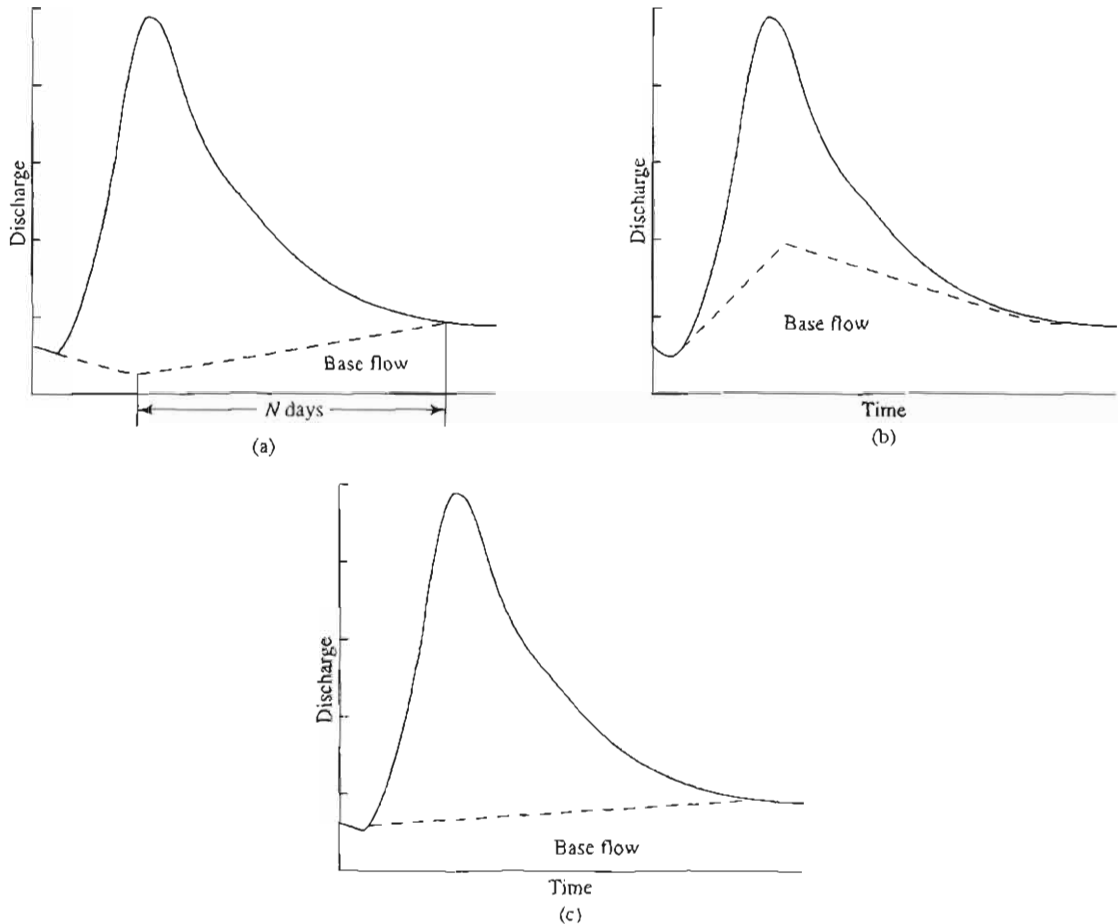 Discharge
Base flow
N days
(a)
Discharge
Base flow
Time
(b)
Discharge
Base flow
Time
(c)